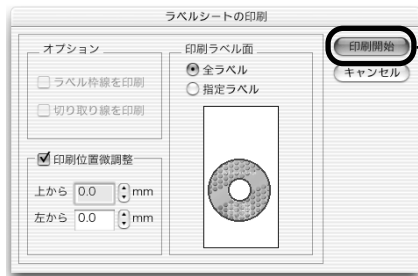 ラベルシートの印刷
オプション
ラベル枠線を印刷
切り取り線を印刷
印刷位置微調整
上から 0.0 mm
左から 0.0 mm
印刷ラベル面
全ラベル
指定ラベル
印刷開始
キャンセル